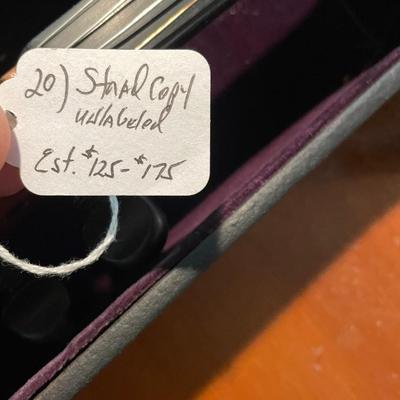 20) Strad Copy
unlabeled
Est. $125-$175